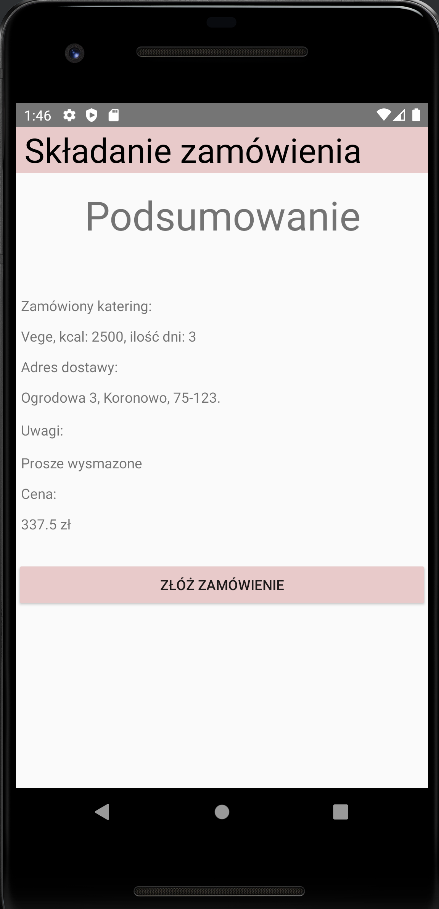 1:46
Składanie zamówienia
Podsumowanie
Zamówiony katering:
Vege, kcal: 2500, ilość dni: 3
Adres dostawy:
Ogrodowa 3, Koronowo, 75-123.
Uwagi:
Prosze wysmazone
Cena:
337.5 zł
ZŁÓŻ ZAMÓWIENIE